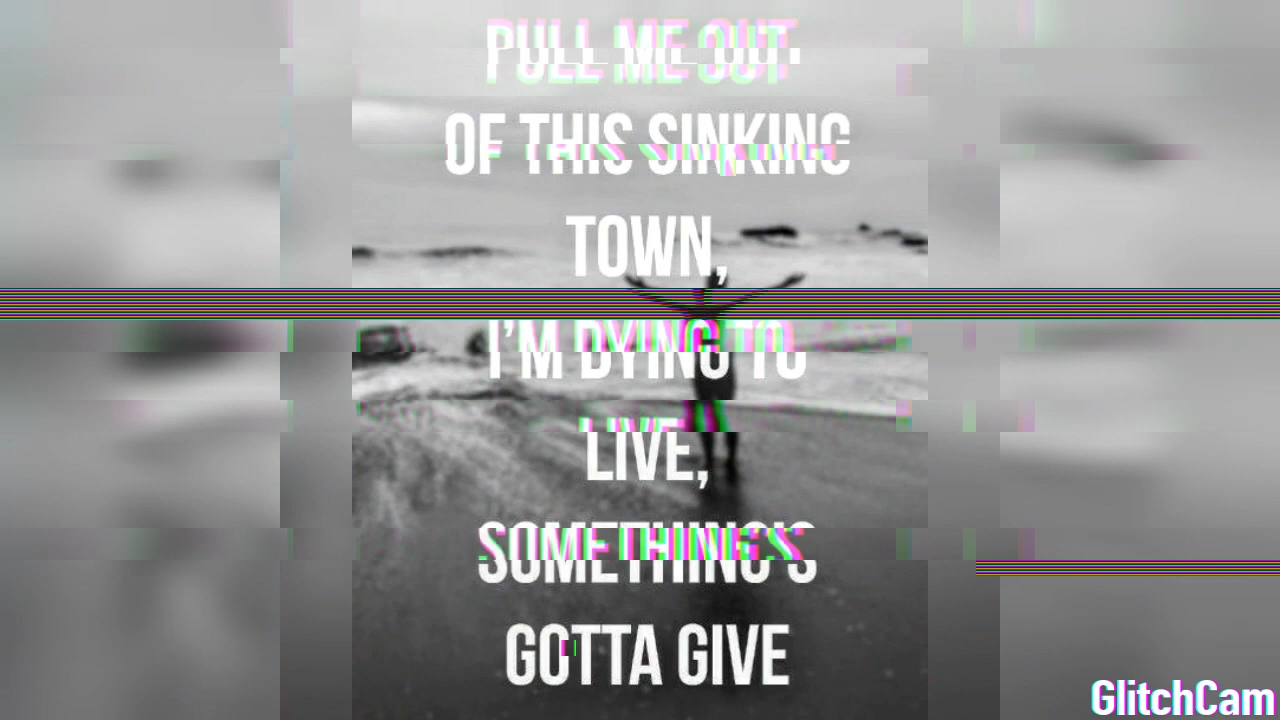 PULL ME OUT
OF THIS SINKING
TOWN,
I'M DYING TO
LIVE,
SOMETHING'S
GOTTA GIVE
GlitchCam